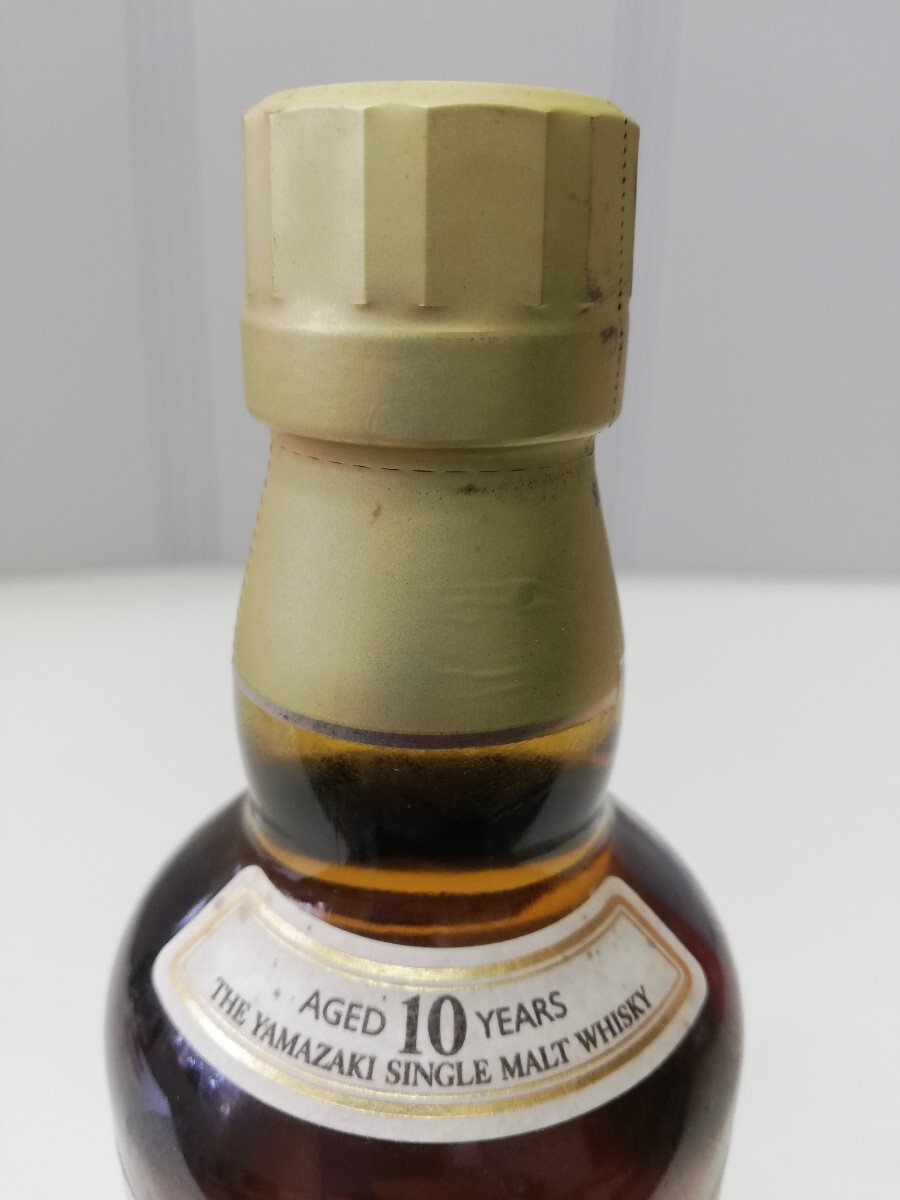 AGED 10 YEARS
THE YAMAZAKI SINGLE MALT WHISKY